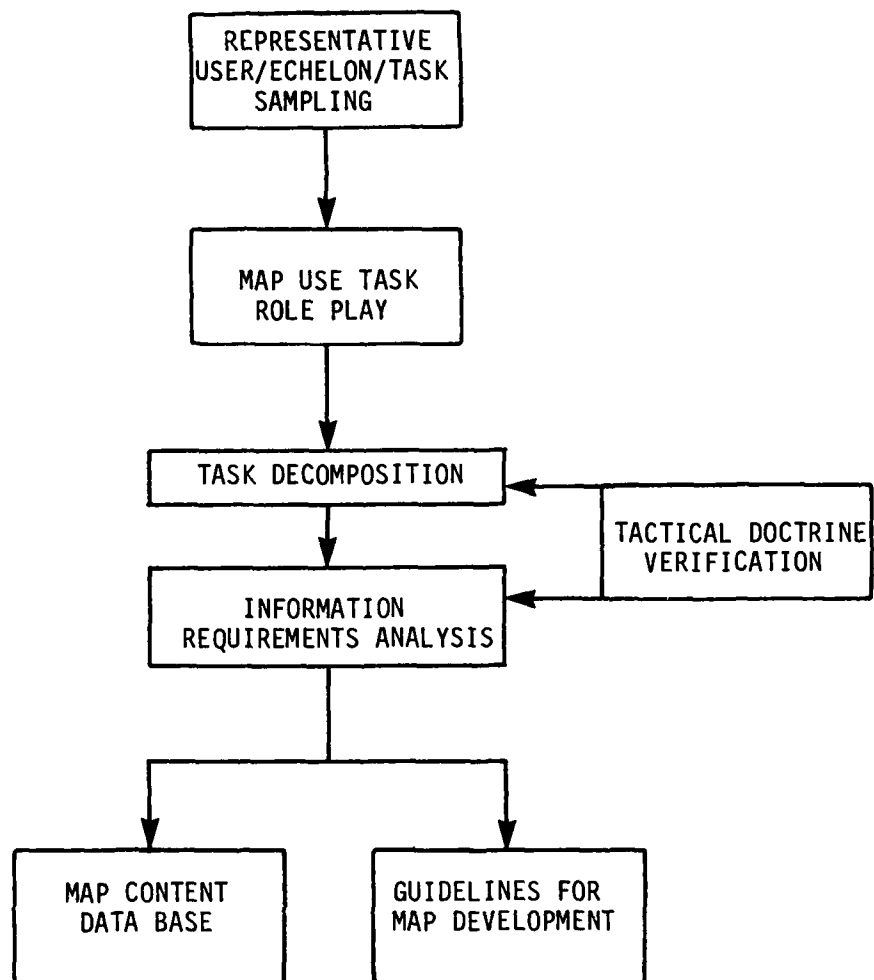 REPRESENTATIVE
USER/ECHELON/TASK
SAMPLING
MAP USE TASK
ROLE PLAY
TASK DECOMPOSITION
TACTICAL DOCTRINE
VERIFICATION
INFORMATION
REQUIREMENTS ANALYSIS
MAP CONTENT
DATA BASE
GUIDELINES FOR
MAP DEVELOPMENT